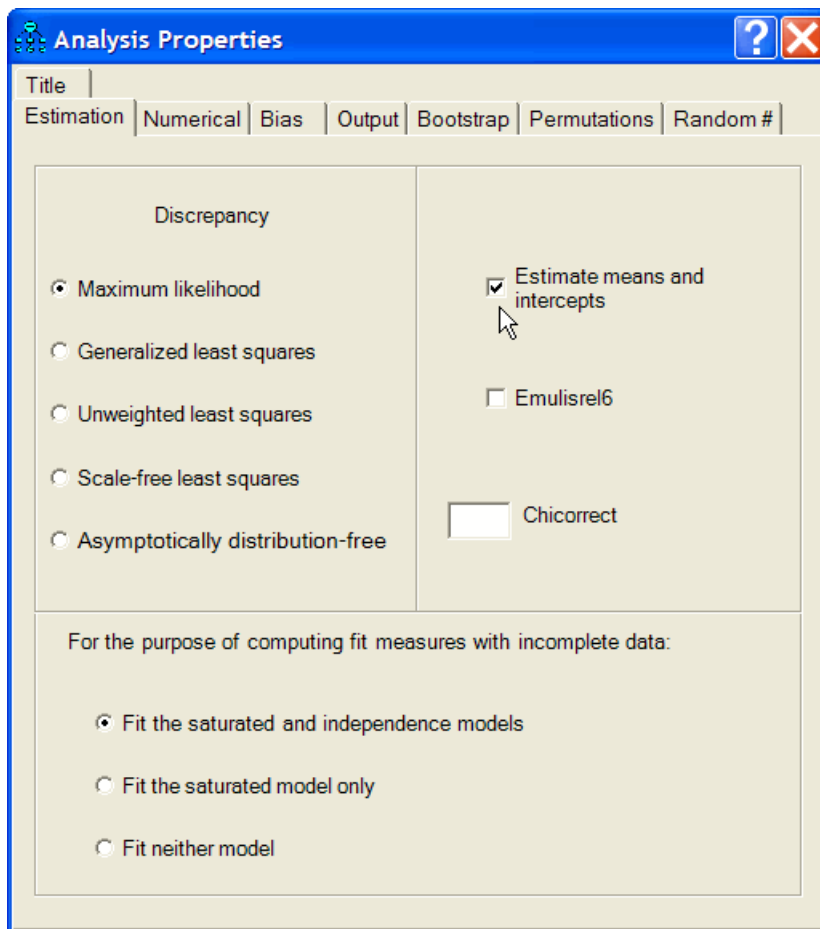 Analysis Properties
Title
Estimation Numerical Bias Output Bootstrap Permutations Random #
Discrepancy
Maximum likelihood
Generalized least squares
Unweighted least squares
Scale-free least squares
Asymptotically distribution-free
Estimate means and
intercepts
Emulisrel6
Chicorrect
For the purpose of computing fit measures with incomplete data:
Fit the saturated and independence models
Fit the saturated model only
Fit neither model